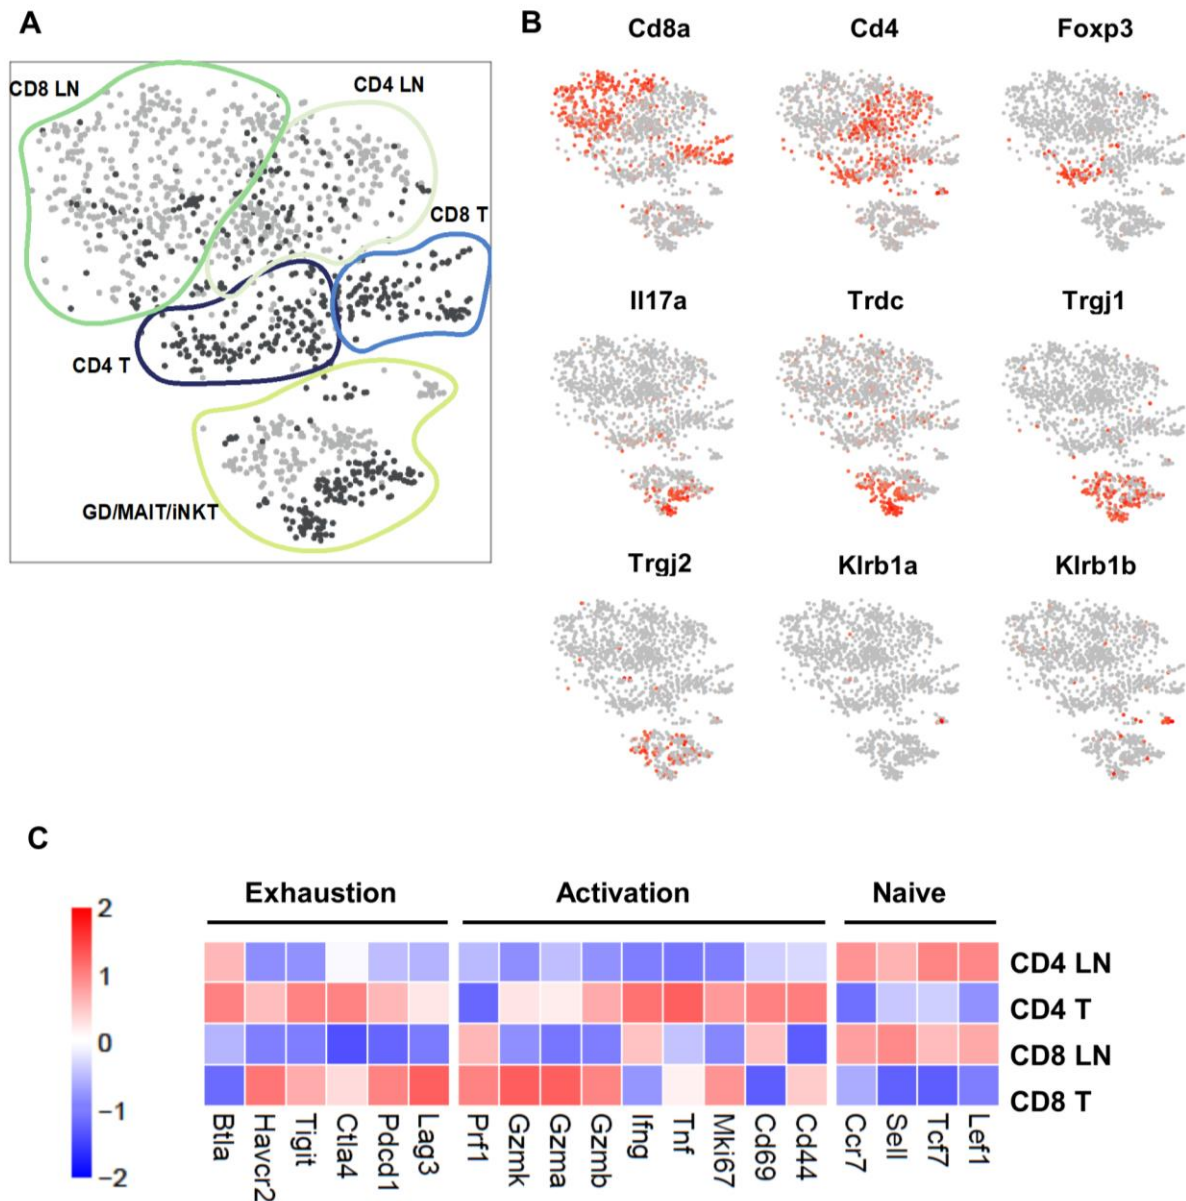 A
CD8 LN
CD4 LN
CD8 T
CD4 T
GD/MAIT/iNKT
B
Cd8a Cd4 Foxp3
Il17a Trdc Trgj1
Trgj2 Klrb1a Klrb1b
C
Exhaustion Activation Naive
2
1
0
−1
−2
CD4 LN
CD4 T
CD8 LN
CD8 T
Btla Havcr2 Tigit Ctla4 Pdcd1 Lag3 Prf1 Gzmk Gzma Gzmb Ifng Tnf Mki67 Cd69 Cd44 Ccr7 Sell Tcf7 Lef1